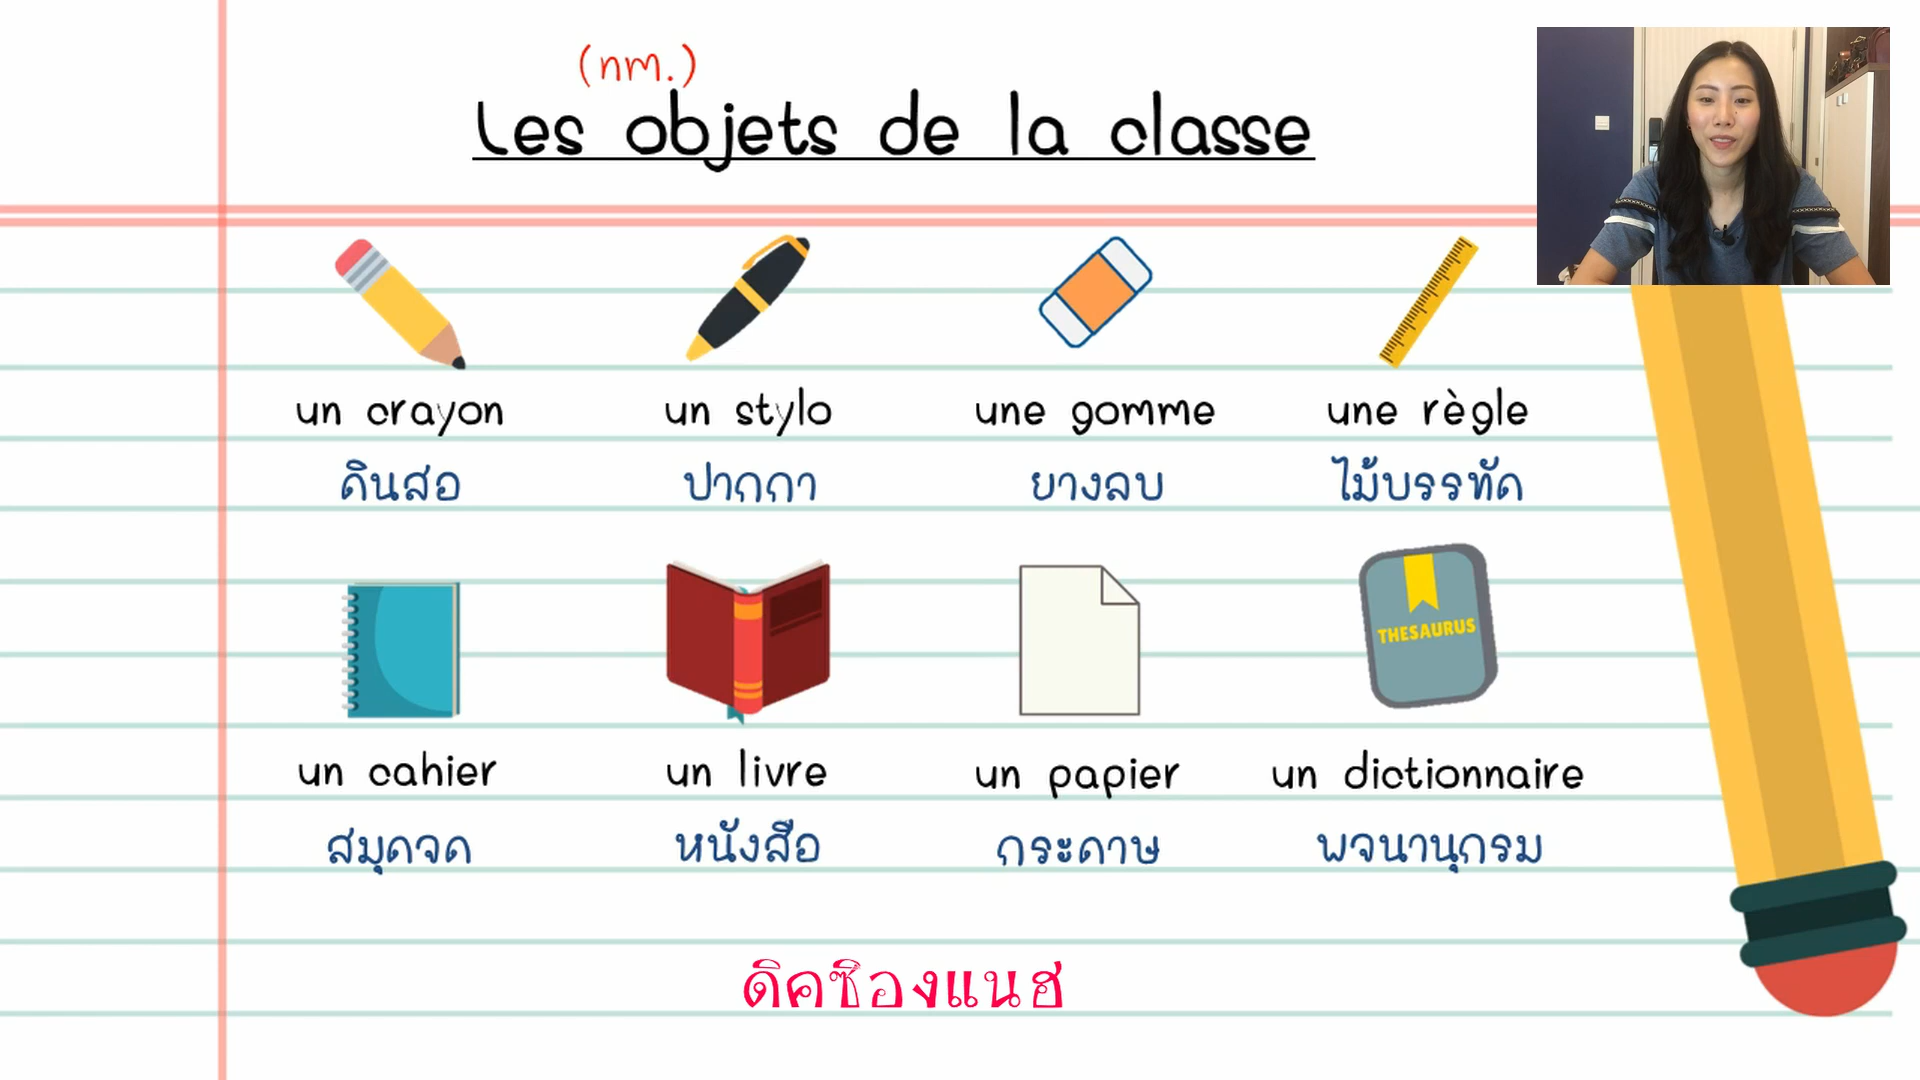 (nm.)
Les objets de la classe
un crayon un stylo une gomme une règle
ดินสอ ปากกา ยางลบ ไม้บรรทัด
THESAURUS
un cahier un livre un papier un dictionnaire
สมุดจด หนังสือ กระดาษ พจนานุกรม
ดิคซิองแนฮ